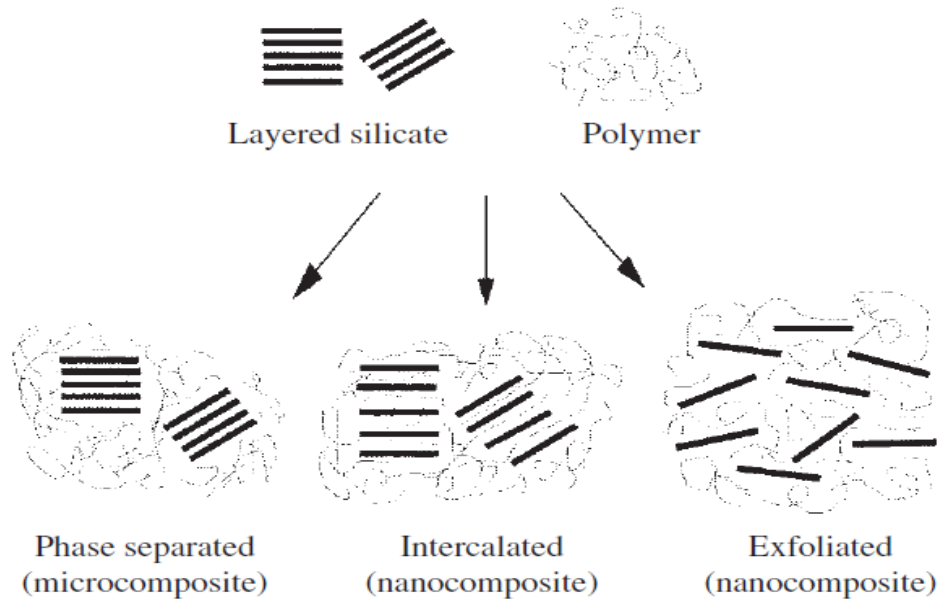 Layered silicate
Polymer
Phase separated
(microcomposite)
Intercalated
(nanocomposite)
Exfoliated
(nanocomposite)